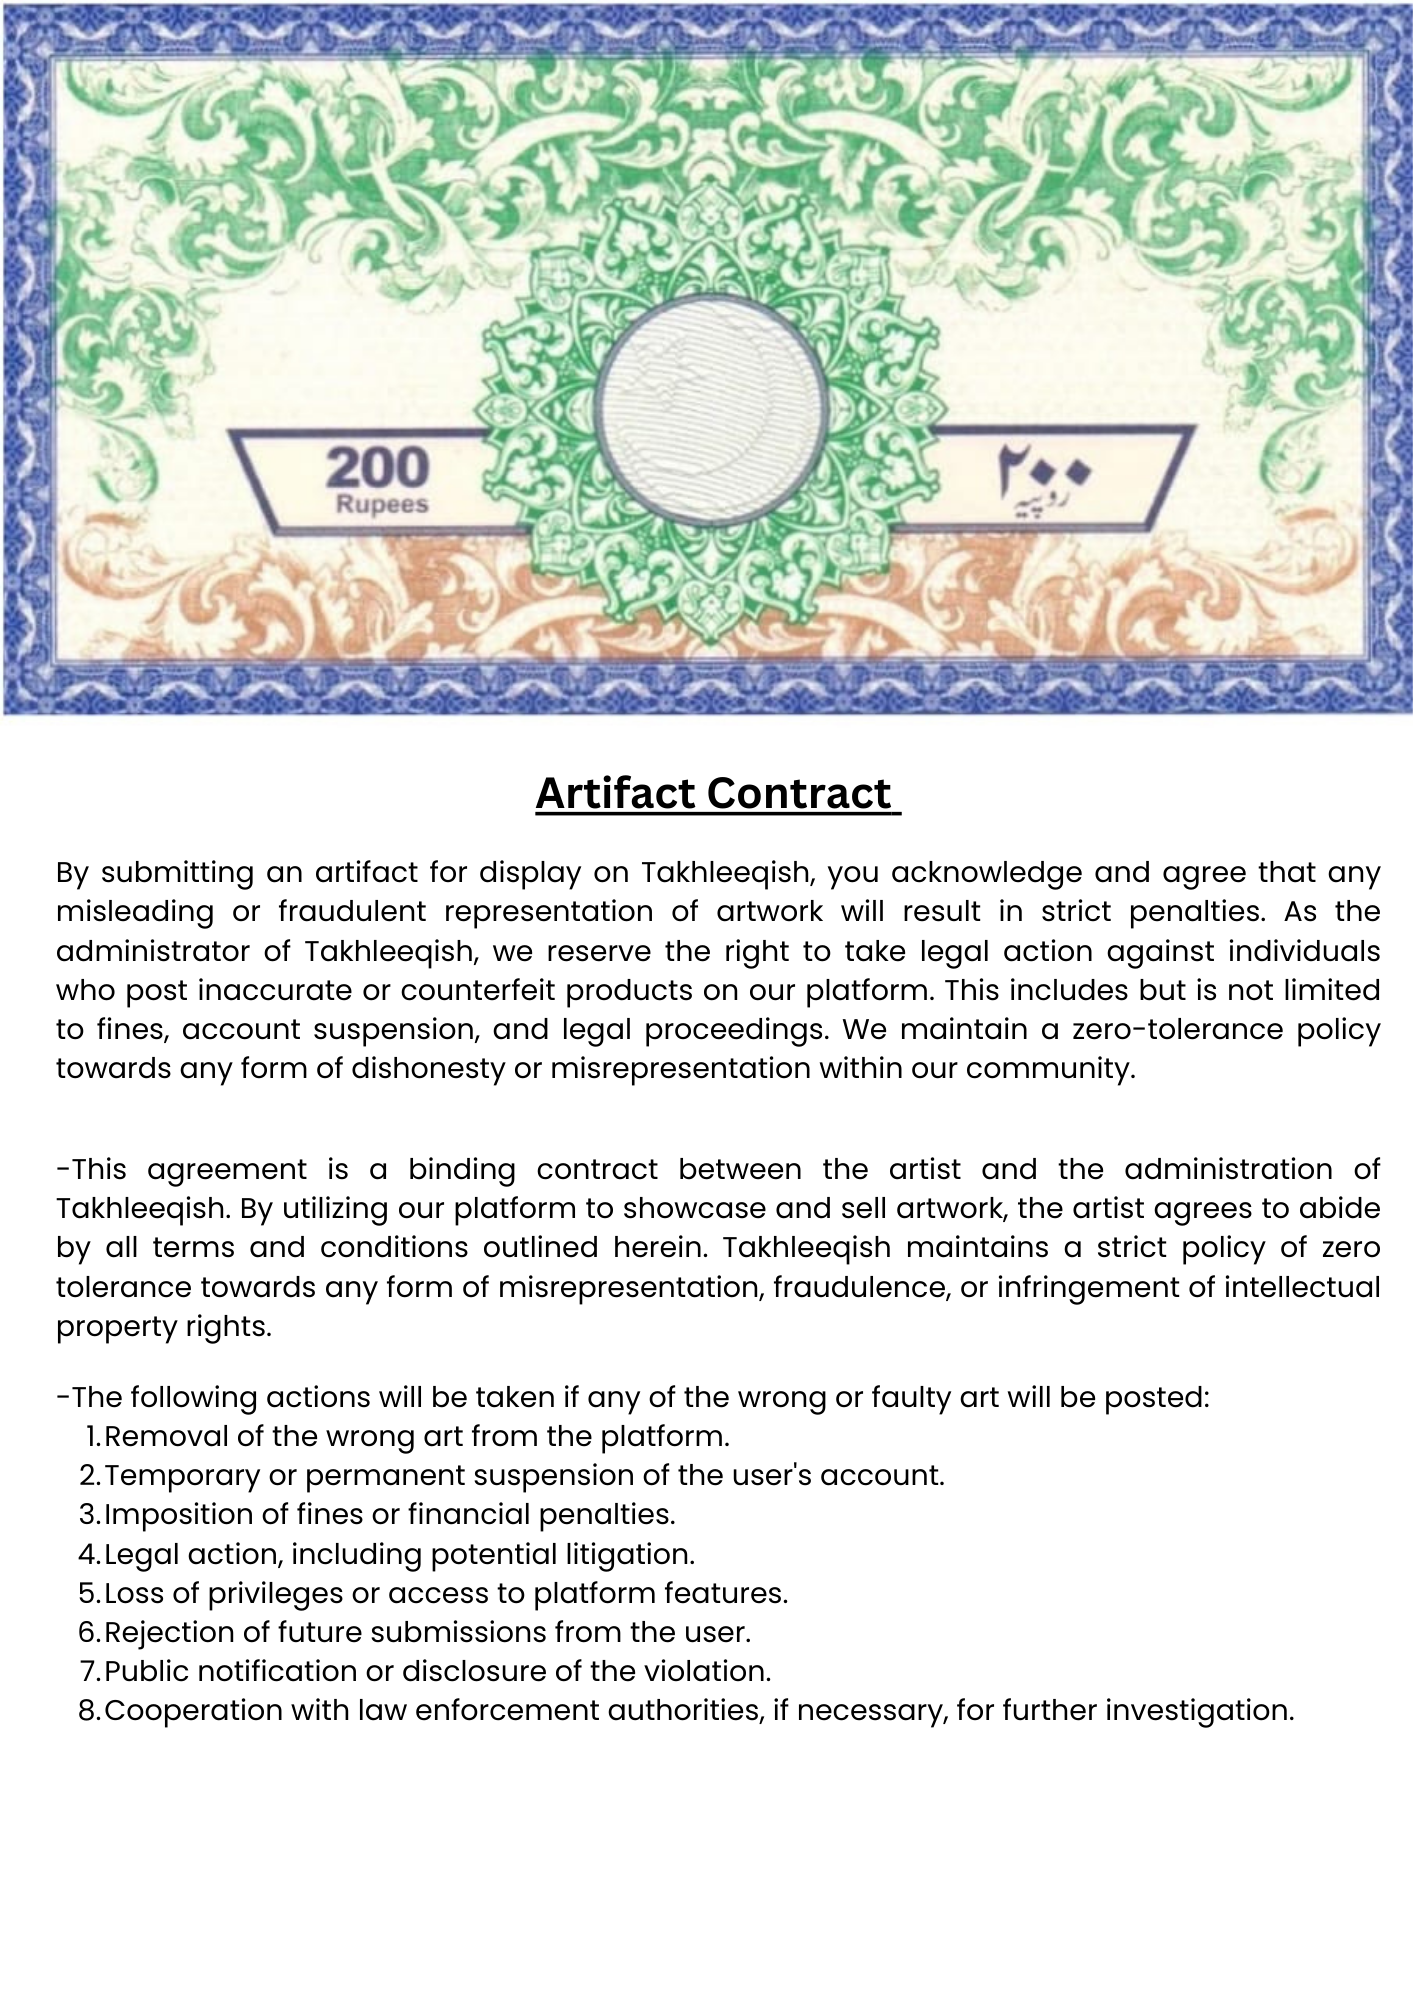 200
Rupees
۲۰۰
روپیہ
Artifact Contract
By submitting an artifact for display on Takhleeqish, you acknowledge and agree that any
misleading or fraudulent representation of artwork will result in strict penalties. As the
administrator of Takhleeqish, we reserve the right to take legal action against individuals
who post inaccurate or counterfeit products on our platform. This includes but is not limited
to fines, account suspension, and legal proceedings. We maintain a zero-tolerance policy
towards any form of dishonesty or misrepresentation within our community.
-This agreement is a binding contract between the artist and the administration of
Takhleeqish. By utilizing our platform to showcase and sell artwork, the artist agrees to abide
by all terms and conditions outlined herein. Takhleeqish maintains a strict policy of zero
tolerance towards any form of misrepresentation, fraudulence, or infringement of intellectual
property rights.
-The following actions will be taken if any of the wrong or faulty art will be posted:
1.Removal of the wrong art from the platform.
2.Temporary or permanent suspension of the user's account.
3.Imposition of fines or financial penalties.
4.Legal action, including potential litigation.
5.Loss of privileges or access to platform features.
6.Rejection of future submissions from the user.
7.Public notification or disclosure of the violation.
8.Cooperation with law enforcement authorities, if necessary, for further investigation.